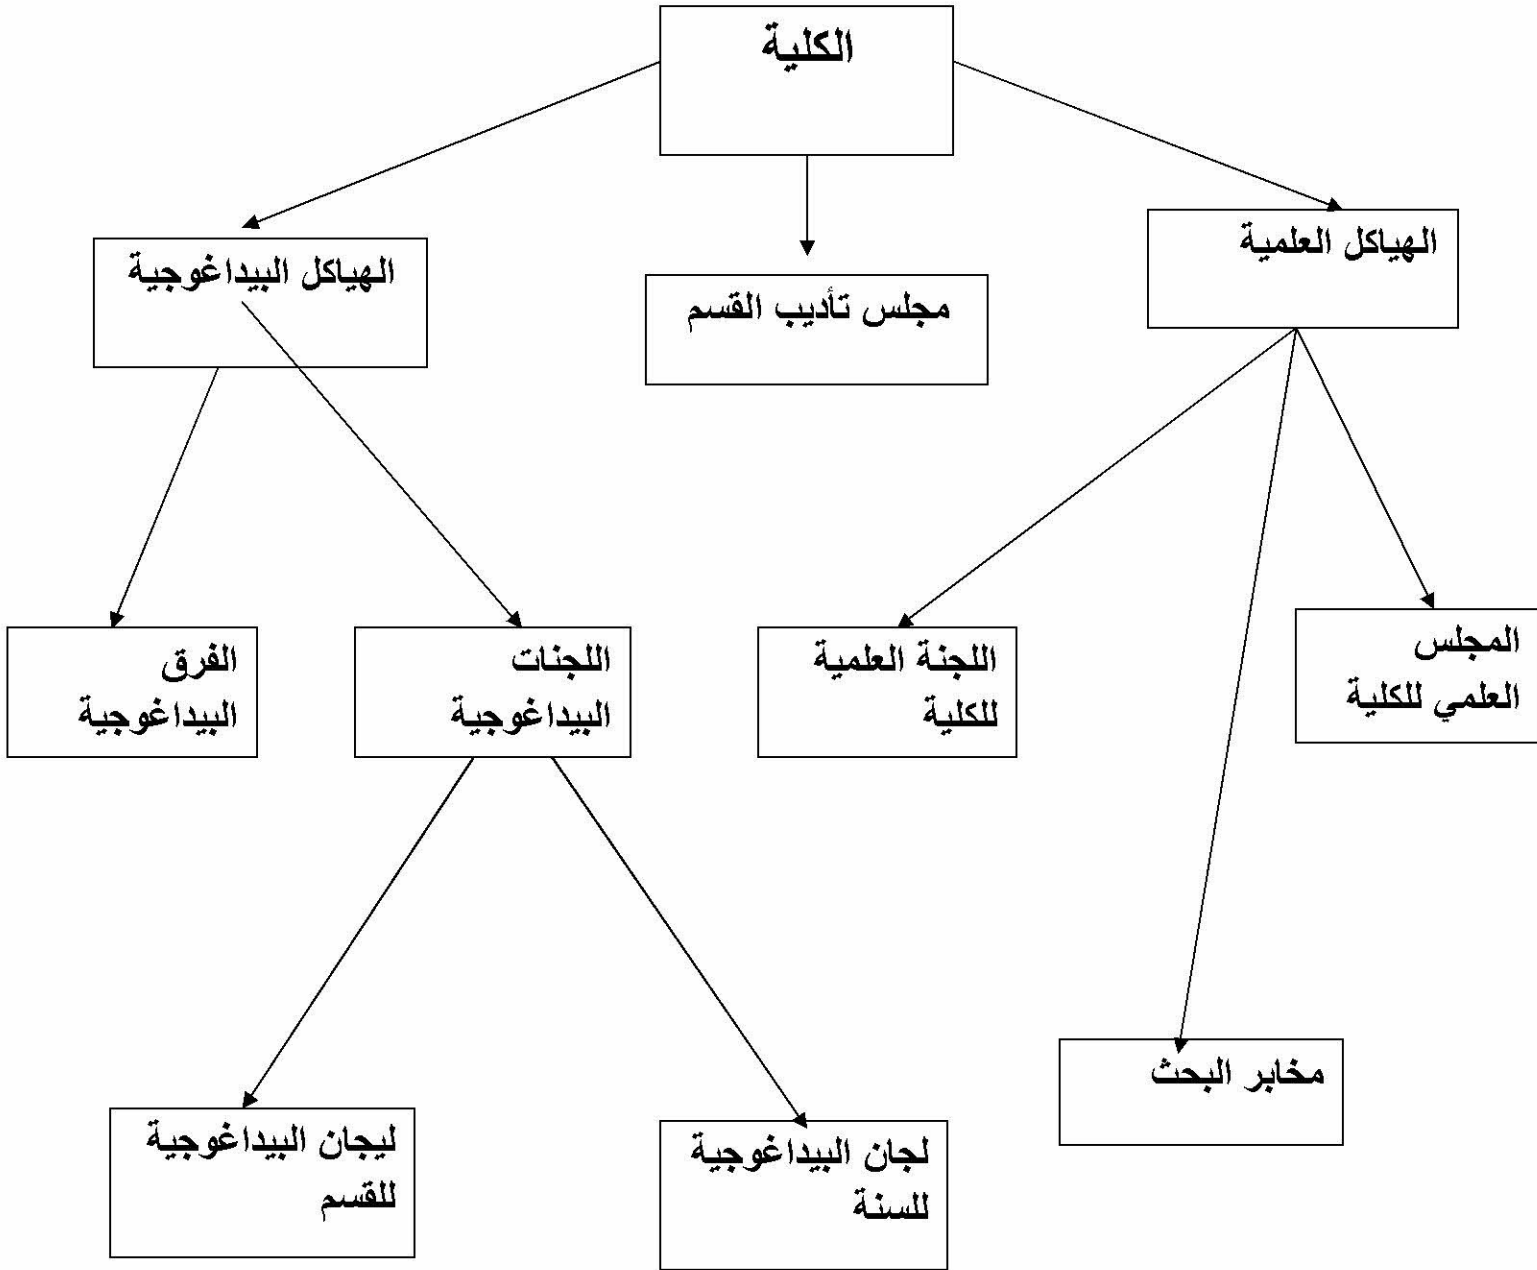 الكلية
الهياكل العلمية
مجلس تأديب القسم
الهياكل البيداغوجية
المجلس
العلمي للكلية
اللجنة العلمية
للكلية
اللجنات
البيداغوجية
الفرق
البيداغوجية
مخابر البحث
لجان البيداغوجية
للسنة
ليجان البيداغوجية
للقسم